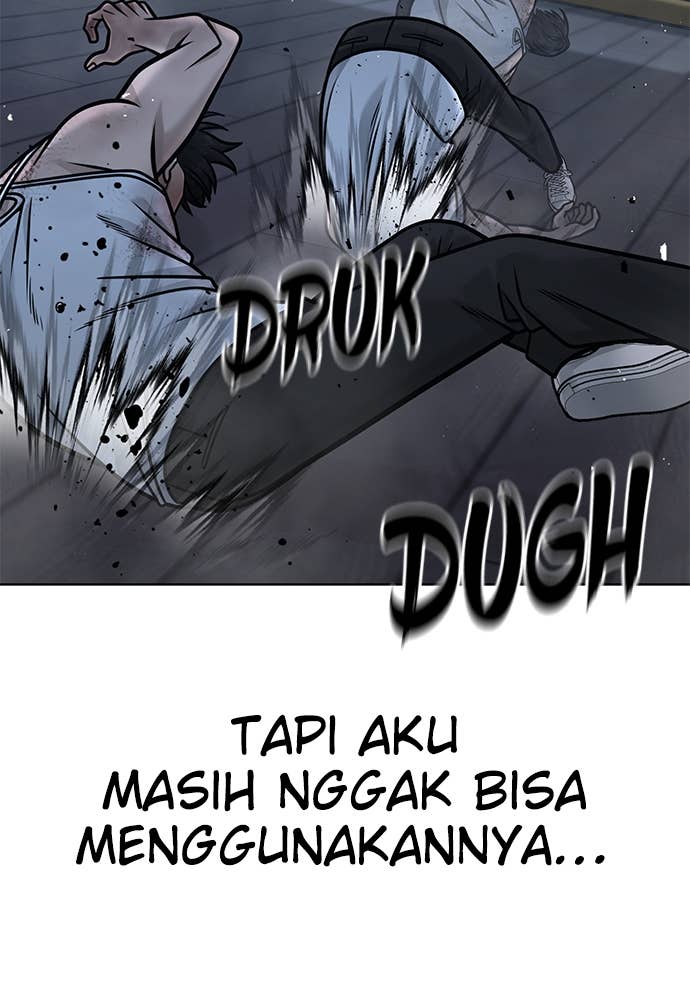 DRUK
DUGH
TAPI AKU
MASIH NGGAK BISA
MENGGUNAKANNYA...